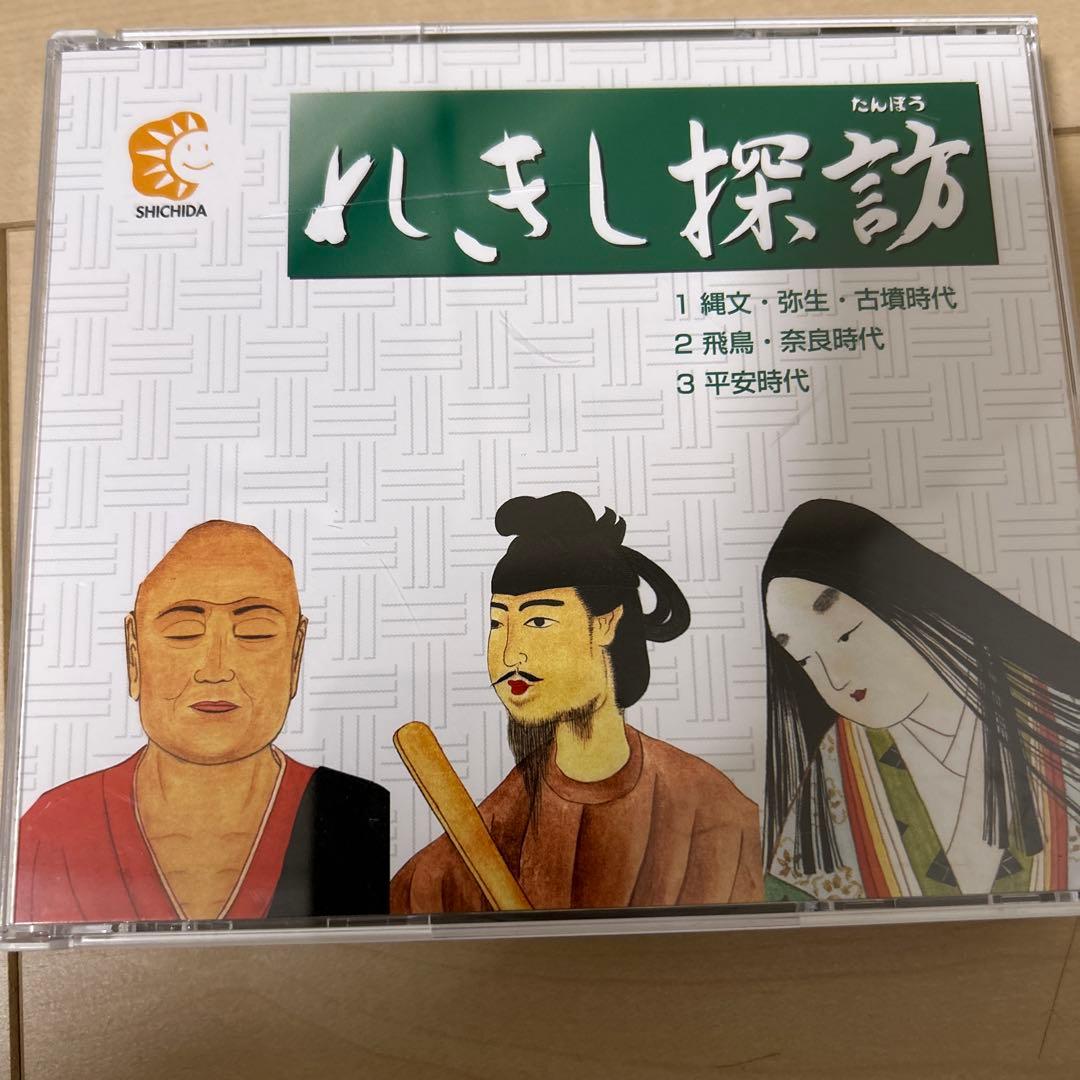 SHICHIDA
たんぼう
れきし探訪
1 縄文・弥生・古墳時代
2 飛鳥・奈良時代
3 平安時代